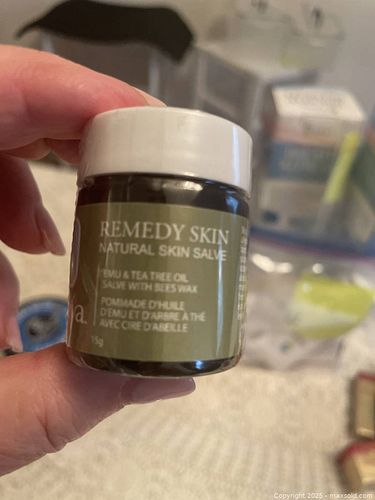 REMEDY SKIN
NATURAL SKIN SALVE
EMU & TEA TREE OIL
SALVE WITH BEES WAX
POMMADE D'HUILE
D'EMU ET D'ARBRE A THÉ
AVEC CIRE D'ABEILLE
15g
Copyright 2025 - maxsold.com